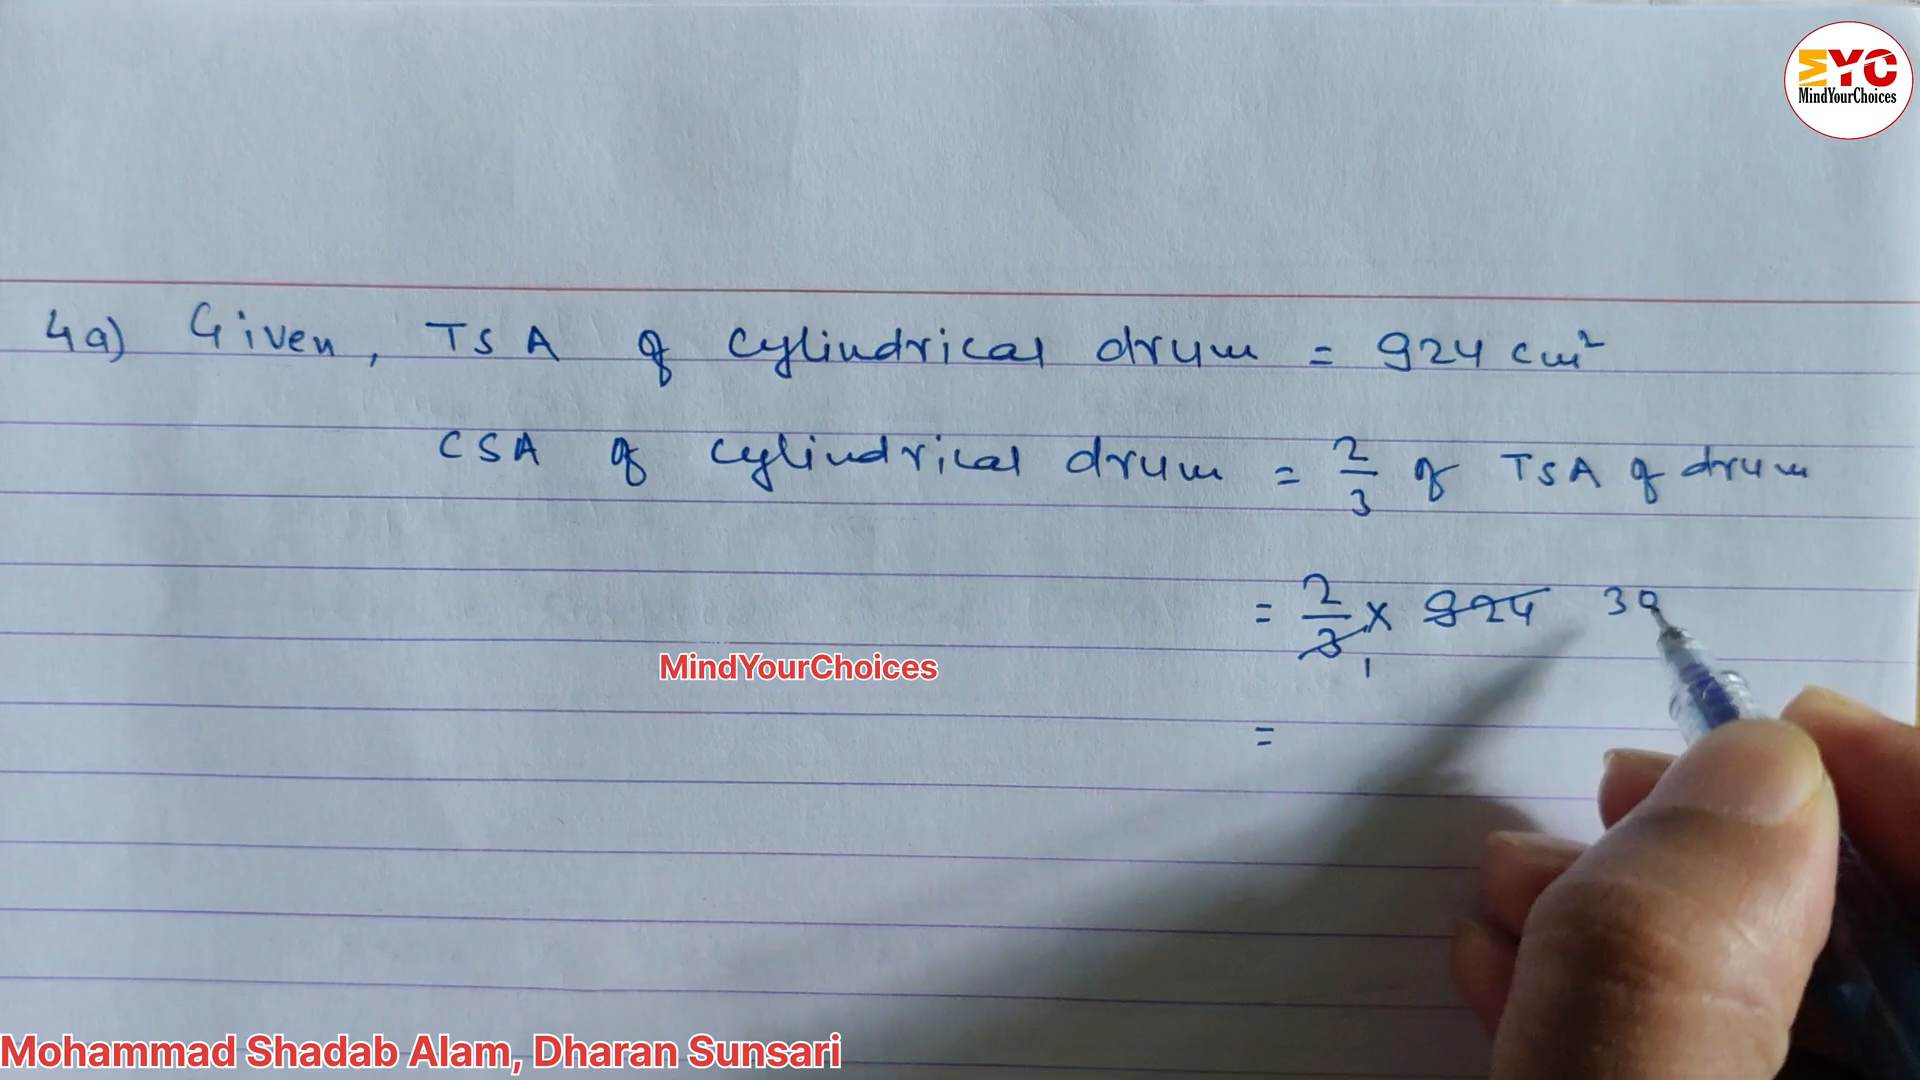 MYC
MindYourChoices
4a) Given, TSA of cylindrical drum = 924 cm²
CSA of cylindrical drum = 2/3 of TSA of drum
= 2/3 × 924 30
1
MindYourChoices
=
Mohammad Shadab Alam, Dharan Sunsari